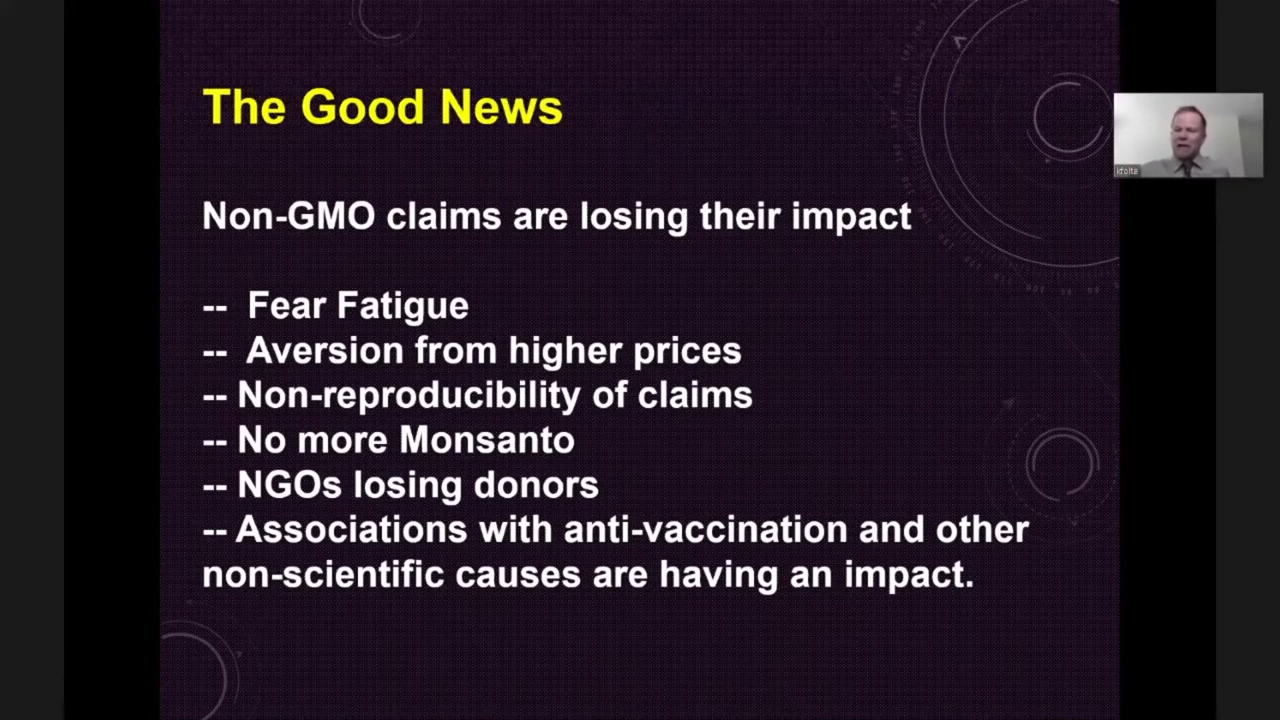 The Good News
Non-GMO claims are losing their impact
-- Fear Fatigue
-- Aversion from higher prices
-- Non-reproducibility of claims
-- No more Monsanto
-- NGOs losing donors
-- Associations with anti-vaccination and other
non-scientific causes are having an impact.
kfolta